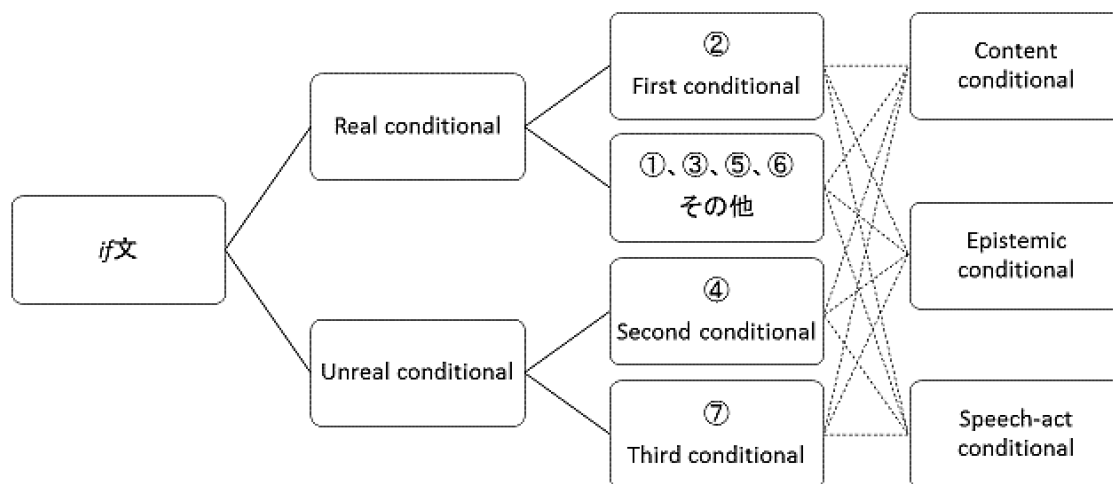 if文
Real conditional
Unreal conditional
②
First conditional
①、③、⑤、⑥
その他
④
Second conditional
⑦
Third conditional
Content
conditional
Epistemic
conditional
Speech-act
conditional